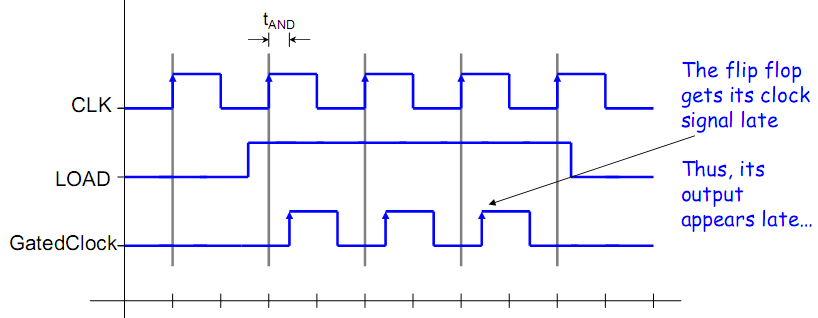 tAND
CLK
LOAD
GatedClock
The flip flop
gets its clock
signal late
Thus, its
output
appears late…